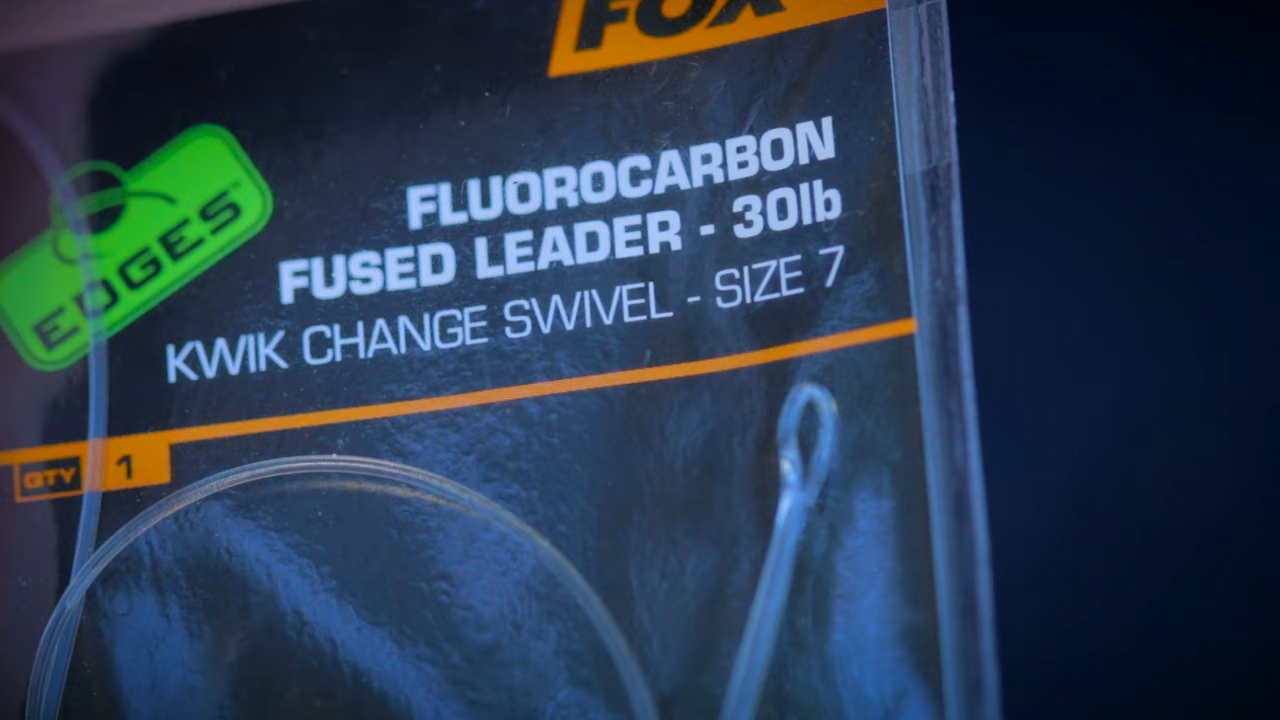 FOX
EDGES
FLUOROCARBON
FUSED LEADER - 30lb
KWIK CHANGE SWIVEL - SIZE 7
QTY 1